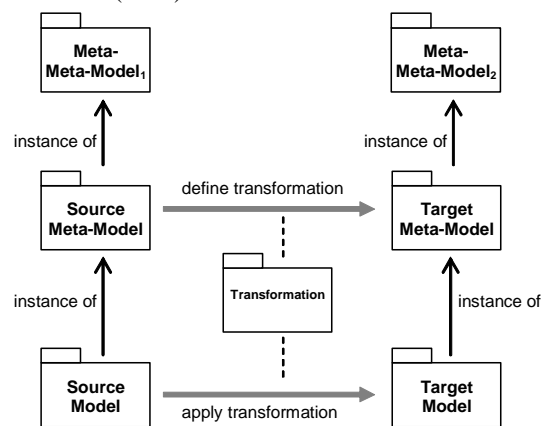 Meta-
Meta-Model1
Meta-
Meta-Model2
instance of
instance of
define transformation
Source
Meta-Model
Target
Meta-Model
Transformation
instance of
instance of
Source
Model
apply transformation
Target
Model